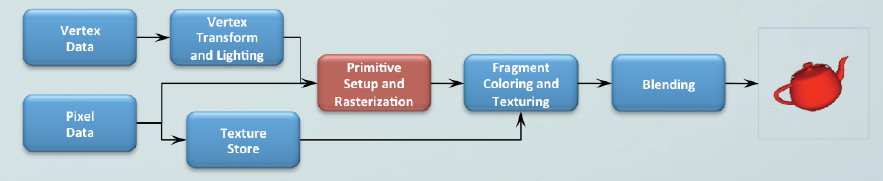 Vertex
Data
Vertex
Transform
and Lighting
Primitive
Setup and
Rasterization
Fragment
Coloring and
Texturing
Blending
Pixel
Data
Texture
Store